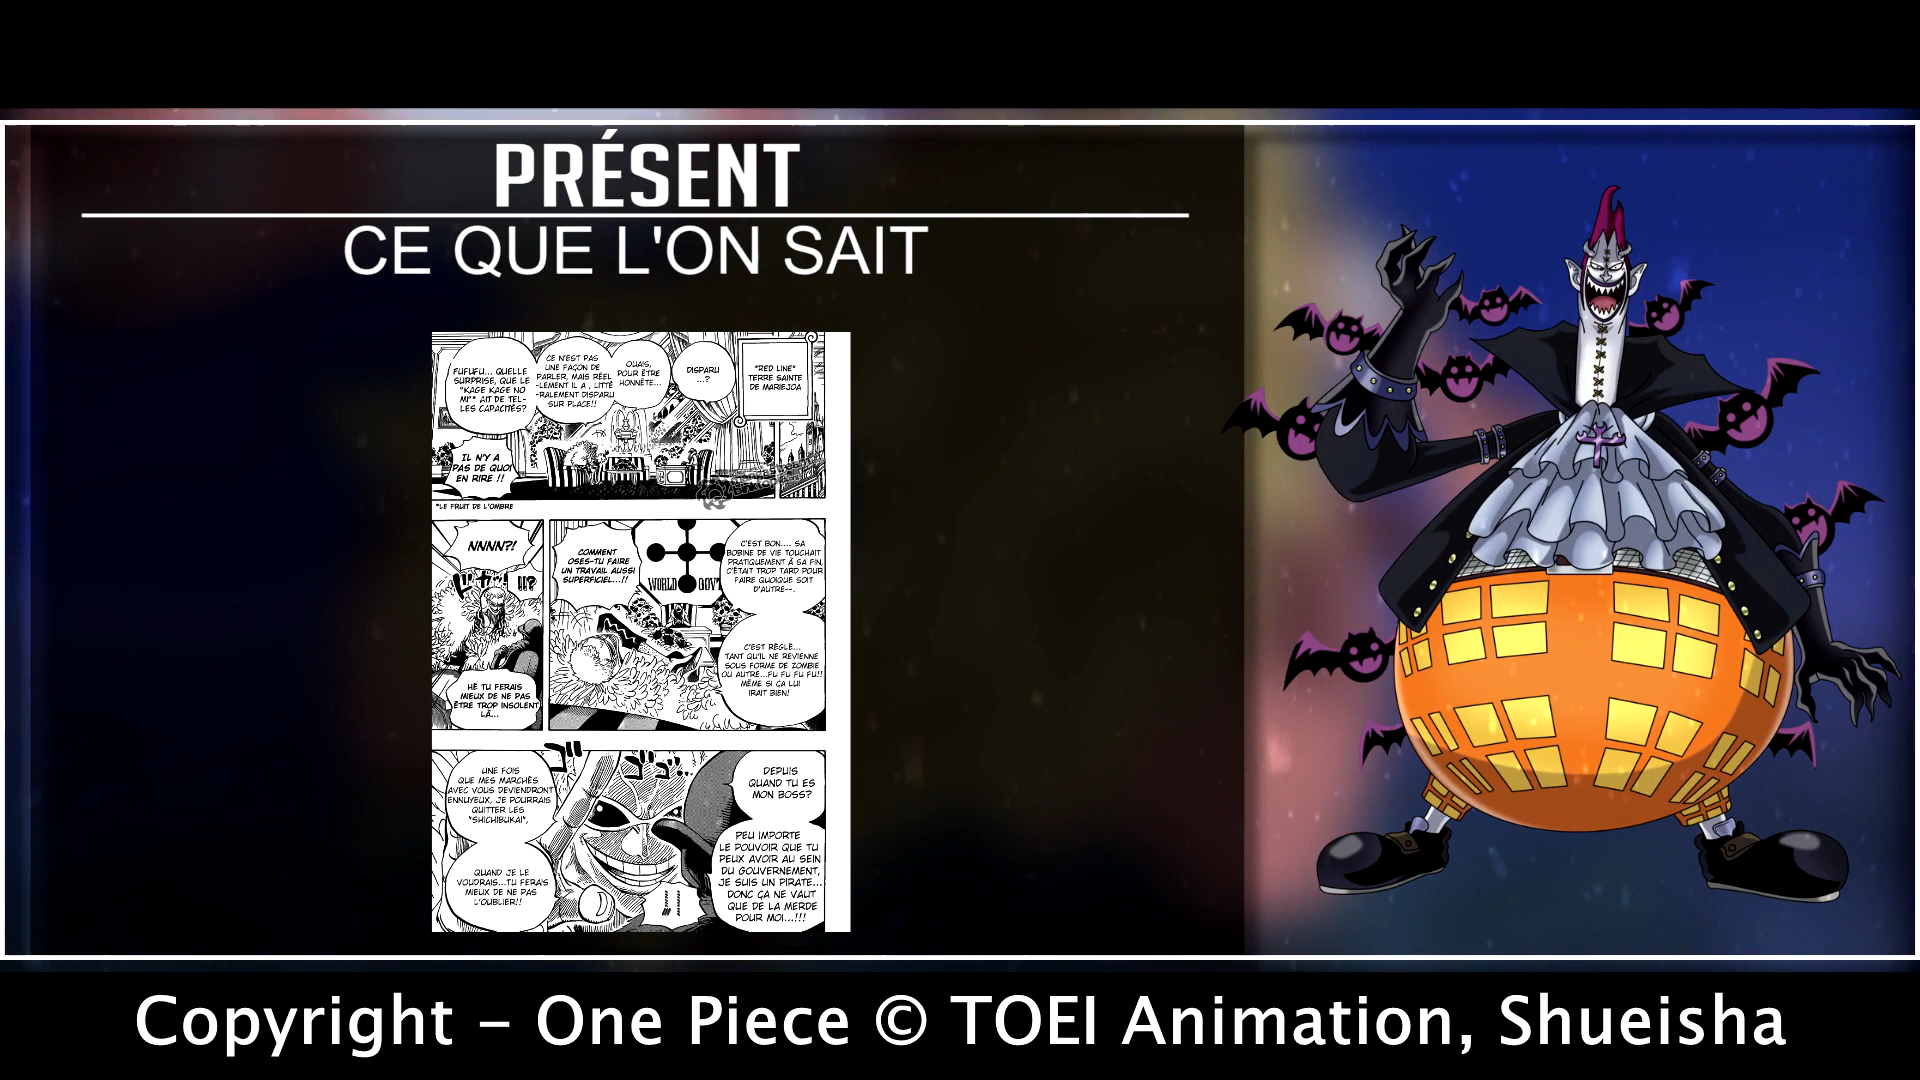 PRÉSENT
CE QUE L'ON SAIT
"RED LINE"
TERRE SAINTE
DE MARIEJOA
DISPARU
...?
OUAIS,
POUR ÊTRE
HONNÊTE...
CE N'EST PAS
UNE FAÇON DE
PARLER, MAIS RÉEL
-LEMENT IL A , LITTÉ
-RALEMENT DISPARU
SUR PLACE!!
FUFUFU... QUELLE
SURPRISE, QUE LE
"KAGE KAGE NO
MI"* AIT DE TEL-
LES CAPACITÉS?
IL N'Y A
PAS DE QUOI
EN RIRE !!
*LE FRUIT DE L'OMBRE
C'EST BON.... SA
BOBINE DE VIE TOUCHAIT
PRATIQUEMENT À SA FIN,
C'ÉTAIT TROP TARD POUR
FAIRE QUOIQUE SOIT
D'AUTRE--.
WORLD GOV'T
COMMENT
OSES-TU FAIRE
UN TRAVAIL AUSSI
SUPERFICIEL...!!
C'EST RÈGLÈ...
TANT QU'IL NE REVIENNE
SOUS FORME DE ZOMBIE
OU AUTRE...FU FU FU FU!!
MÊME SI ÇA LUI
IRAIT BIEN!
NNNN?!
!!?
HÈ TU FERAIS
MIEUX DE NE PAS
ÊTRE TROP INSOLENT
LÀ...
DEPUIS
QUAND TU ES
MON BOSS?
PEU IMPORTE
LE POUVOIR QUE TU
PEUX AVOIR AU SEIN
DU GOUVERNEMENT,
JE SUIS UN PIRATE...
DONC ÇA NE VAUT
QUE DE LA MERDE
POUR MOI...!!!
UNE FOIS
QUE MES MARCHÈS
AVEC VOUS DEVIENDRONT
ENNUYEUX, JE POURRAIS
QUITTER LES
"SHICHIBUKAI",
QUAND JE LE
VOUDRAIS...TU FERAIS
MIEUX DE NE PAS
L'OUBLIER!!
Copyright – One Piece © TOEI Animation, Shueisha